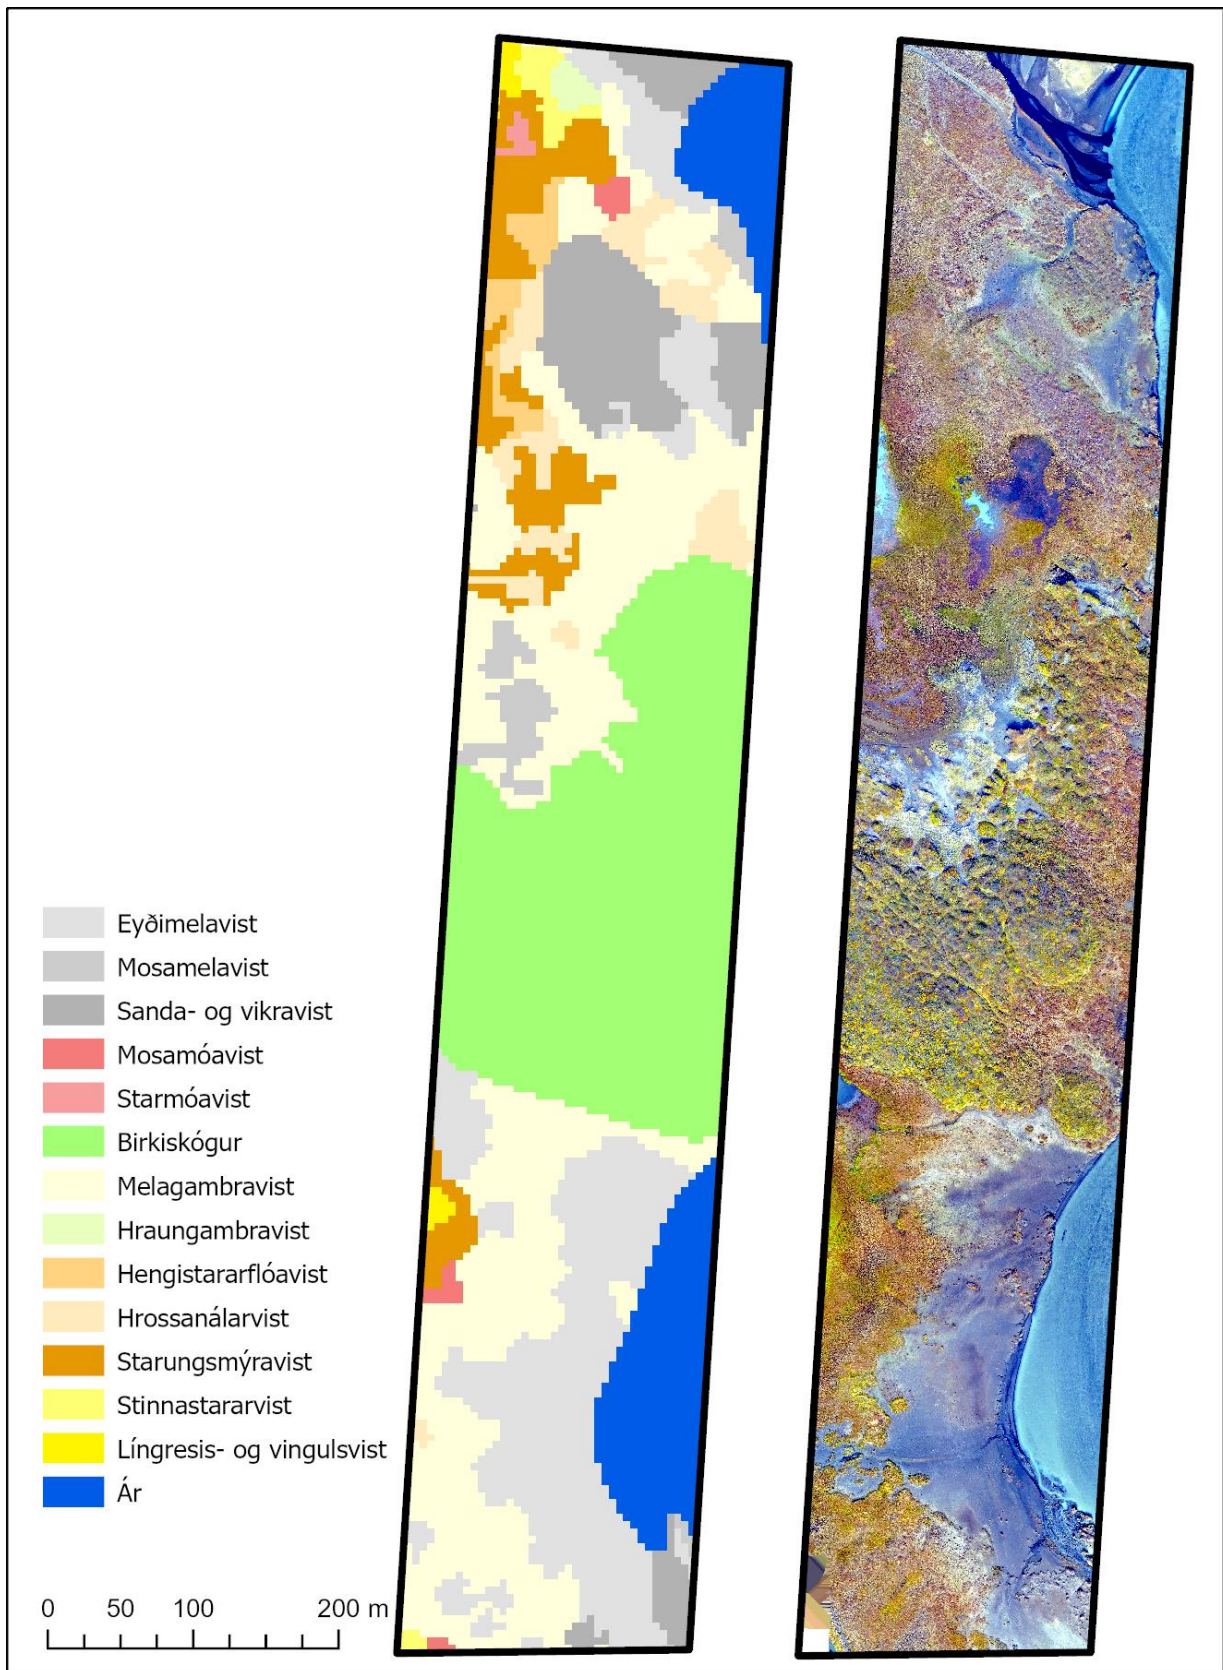 Eyðimelavist
Mosamelavist
Sanda- og vikravist
Mosamóavist
Starmóavist
Birkiskógur
Melagambravist
Hraungambravist
Hengistararflóavist
Hrossanálarvist
Starungsmýravist
Stinnastararvist
Língresis- og vingulsvist
Ár
0 50 100 200 m